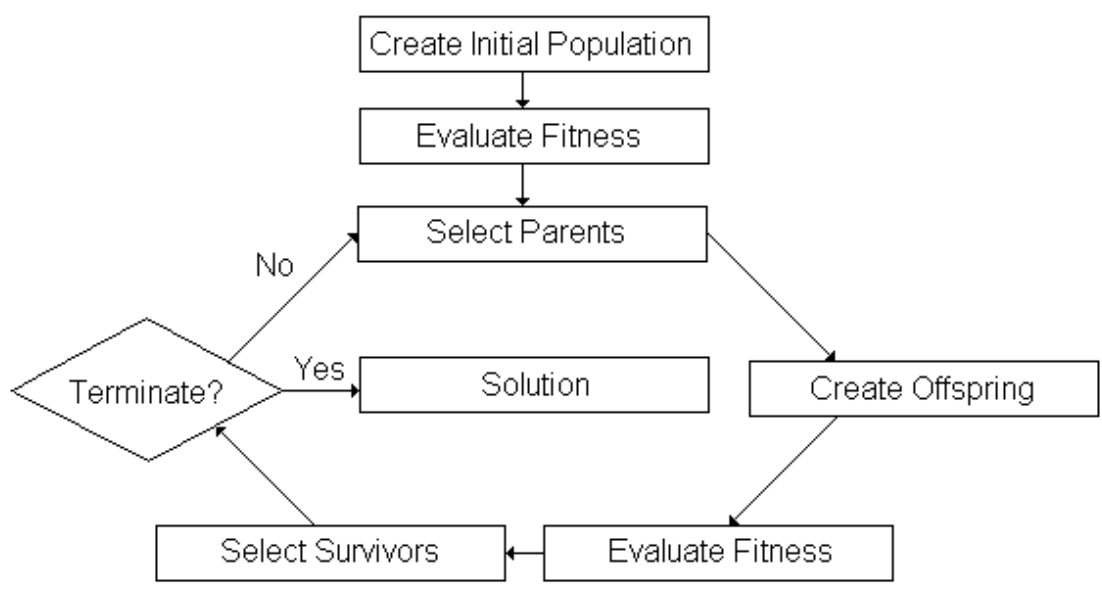 Create Initial Population
Evaluate Fitness
Select Parents
No
Terminate?
Yes
Solution
Create Offspring
Select Survivors
Evaluate Fitness